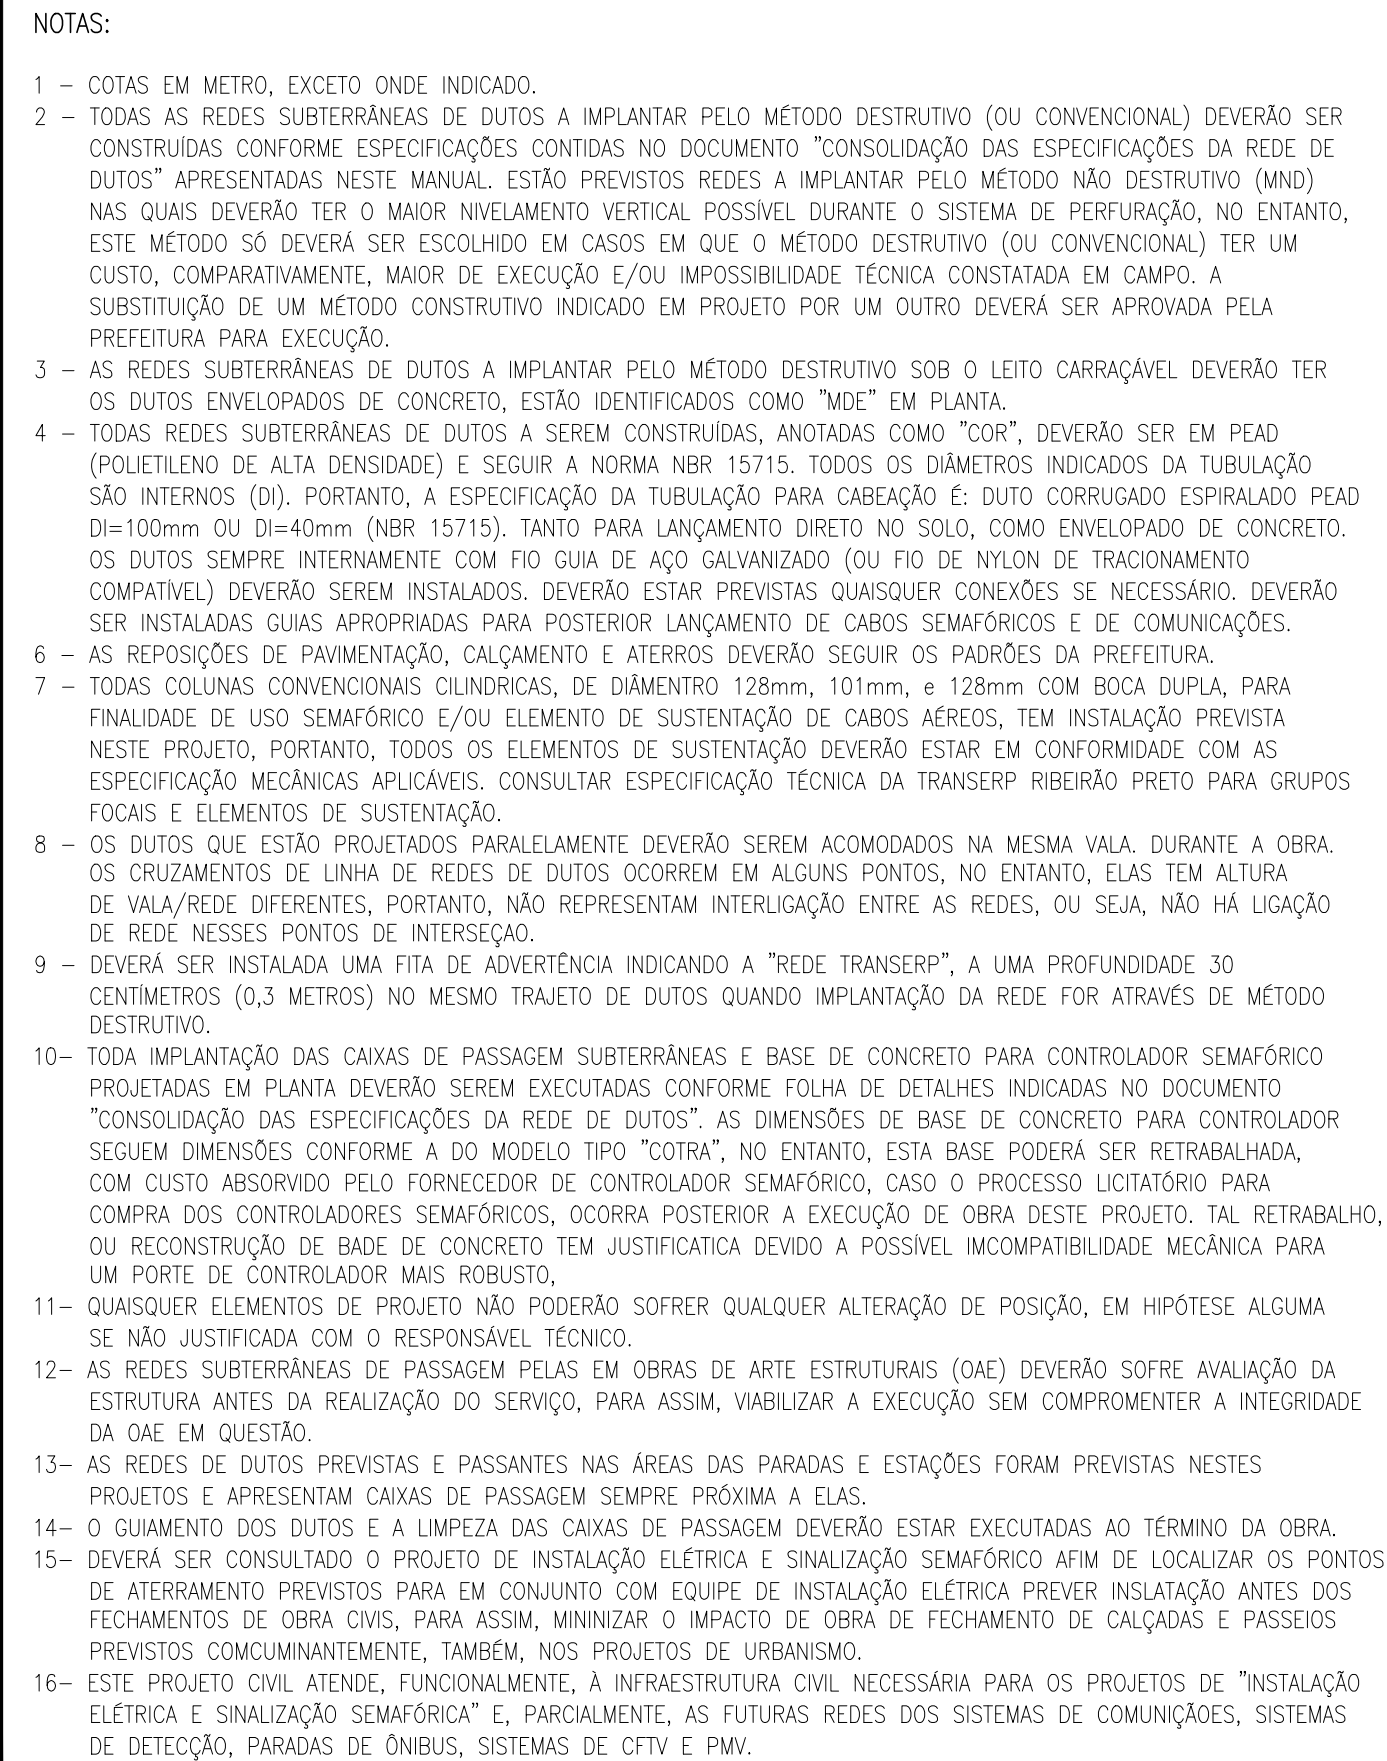 NOTAS:
1 – COTAS EM METRO, EXCETO ONDE INDICADO.
2 – TODAS AS REDES SUBTERRÂNEAS DE DUTOS A IMPLANTAR PELO MÉTODO DESTRUTIVO (OU CONVENCIONAL) DEVERÃO SER
CONSTRUÍDAS CONFORME ESPECIFICAÇÕES CONTIDAS NO DOCUMENTO "CONSOLIDAÇÃO DAS ESPECIFICAÇÕES DA REDE DE
DUTOS" APRESENTADAS NESTE MANUAL. ESTÃO PREVISTOS REDES A IMPLANTAR PELO MÉTODO NÃO DESTRUTIVO (MND)
NAS QUAIS DEVERÃO TER O MAIOR NIVELAMENTO VERTICAL POSSÍVEL DURANTE O SISTEMA DE PERFURAÇÃO, NO ENTANTO,
ESTE MÉTODO SÓ DEVERÁ SER ESCOLHIDO EM CASOS EM QUE O MÉTODO DESTRUTIVO (OU CONVENCIONAL) TER UM
CUSTO, COMPARATIVAMENTE, MAIOR DE EXECUÇÃO E/OU IMPOSSIBILIDADE TÉCNICA CONSTATADA EM CAMPO. A
SUBSTITUIÇÃO DE UM MÉTODO CONSTRUTIVO INDICADO EM PROJETO POR UM OUTRO DEVERÁ SER APROVADA PELA
PREFEITURA PARA EXECUÇÃO.
3 – AS REDES SUBTERRÂNEAS DE DUTOS A IMPLANTAR PELO MÉTODO DESTRUTIVO SOB O LEITO CARRAÇÁVEL DEVERÃO TER
OS DUTOS ENVELOPADOS DE CONCRETO, ESTÃO IDENTIFICADOS COMO "MDE" EM PLANTA.
4 – TODAS REDES SUBTERRÂNEAS DE DUTOS A SEREM CONSTRUÍDAS, ANOTADAS COMO "COR", DEVERÃO SER EM PEAD
(POLIETILENO DE ALTA DENSIDADE) E SEGUIR A NORMA NBR 15715. TODOS OS DIÂMETROS INDICADOS DA TUBULAÇÃO
SÃO INTERNOS (DI). PORTANTO, A ESPECIFICAÇÃO DA TUBULAÇÃO PARA CABEAÇÃO É: DUTO CORRUGADO ESPIRALADO PEAD
DI=100mm OU DI=40mm (NBR 15715). TANTO PARA LANÇAMENTO DIRETO NO SOLO, COMO ENVELOPADO DE CONCRETO.
OS DUTOS SEMPRE INTERNAMENTE COM FIO GUIA DE AÇO GALVANIZADO (OU FIO DE NYLON DE TRACIONAMENTO
COMPATÍVEL) DEVERÃO SEREM INSTALADOS. DEVERÃO ESTAR PREVISTAS QUAISQUER CONEXÕES SE NECESSÁRIO. DEVERÃO
SER INSTALADAS GUIAS APROPRIADAS PARA POSTERIOR LANÇAMENTO DE CABOS SEMAFÓRICOS E DE COMUNICAÇÕES.
6 – AS REPOSIÇÕES DE PAVIMENTAÇÃO, CALÇAMENTO E ATERROS DEVERÃO SEGUIR OS PADRÕES DA PREFEITURA.
7 – TODAS COLUNAS CONVENCIONAIS CILINDRICAS, DE DIÂMENTRO 128mm, 101mm, e 128mm COM BOCA DUPLA, PARA
FINALIDADE DE USO SEMAFÓRICO E/OU ELEMENTO DE SUSTENTAÇÃO DE CABOS AÉREOS, TEM INSTALAÇÃO PREVISTA
NESTE PROJETO, PORTANTO, TODOS OS ELEMENTOS DE SUSTENTAÇÃO DEVERÃO ESTAR EM CONFORMIDADE COM AS
ESPECIFICAÇÃO MECÂNICAS APLICÁVEIS. CONSULTAR ESPECIFICAÇÃO TÉCNICA DA TRANSERP RIBEIRÃO PRETO PARA GRUPOS
FOCAIS E ELEMENTOS DE SUSTENTAÇÃO.
8 – OS DUTOS QUE ESTÃO PROJETADOS PARALELAMENTE DEVERÃO SEREM ACOMODADOS NA MESMA VALA. DURANTE A OBRA.
OS CRUZAMENTOS DE LINHA DE REDES DE DUTOS OCORREM EM ALGUNS PONTOS, NO ENTANTO, ELAS TEM ALTURA
DE VALA/REDE DIFERENTES, PORTANTO, NÃO REPRESENTAM INTERLIGAÇÃO ENTRE AS REDES, OU SEJA, NÃO HÁ LIGAÇÃO
DE REDE NESSES PONTOS DE INTERSEÇAO.
9 – DEVERÁ SER INSTALADA UMA FITA DE ADVERTÊNCIA INDICANDO A "REDE TRANSERP", A UMA PROFUNDIDADE 30
CENTÍMETROS (0,3 METROS) NO MESMO TRAJETO DE DUTOS QUANDO IMPLANTAÇÃO DA REDE FOR ATRAVÉS DE MÉTODO
DESTRUTIVO.
10– TODA IMPLANTAÇÃO DAS CAIXAS DE PASSAGEM SUBTERRÂNEAS E BASE DE CONCRETO PARA CONTROLADOR SEMAFÓRICO
PROJETADAS EM PLANTA DEVERÃO SEREM EXECUTADAS CONFORME FOLHA DE DETALHES INDICADAS NO DOCUMENTO
"CONSOLIDAÇÃO DAS ESPECIFICAÇÕES DA REDE DE DUTOS". AS DIMENSÕES DE BASE DE CONCRETO PARA CONTROLADOR
SEGUEM DIMENSÕES CONFORME A DO MODELO TIPO "COTRA", NO ENTANTO, ESTA BASE PODERÁ SER RETRABALHADA,
COM CUSTO ABSORVIDO PELO FORNECEDOR DE CONTROLADOR SEMAFÓRICO, CASO O PROCESSO LICITATÓRIO PARA
COMPRA DOS CONTROLADORES SEMAFÓRICOS, OCORRA POSTERIOR A EXECUÇÃO DE OBRA DESTE PROJETO. TAL RETRABALHO,
OU RECONSTRUÇÃO DE BADE DE CONCRETO TEM JUSTIFICATICA DEVIDO A POSSÍVEL IMCOMPATIBILIDADE MECÂNICA PARA
UM PORTE DE CONTROLADOR MAIS ROBUSTO,
11– QUAISQUER ELEMENTOS DE PROJETO NÃO PODERÃO SOFRER QUALQUER ALTERAÇÃO DE POSIÇÃO, EM HIPÓTESE ALGUMA
SE NÃO JUSTIFICADA COM O RESPONSÁVEL TÉCNICO.
12– AS REDES SUBTERRÂNEAS DE PASSAGEM PELAS EM OBRAS DE ARTE ESTRUTURAIS (OAE) DEVERÃO SOFRE AVALIAÇÃO DA
ESTRUTURA ANTES DA REALIZAÇÃO DO SERVIÇO, PARA ASSIM, VIABILIZAR A EXECUÇÃO SEM COMPROMENTER A INTEGRIDADE
DA OAE EM QUESTÃO.
13– AS REDES DE DUTOS PREVISTAS E PASSANTES NAS ÁREAS DAS PARADAS E ESTAÇÕES FORAM PREVISTAS NESTES
PROJETOS E APRESENTAM CAIXAS DE PASSAGEM SEMPRE PRÓXIMA A ELAS.
14– O GUIAMENTO DOS DUTOS E A LIMPEZA DAS CAIXAS DE PASSAGEM DEVERÃO ESTAR EXECUTADAS AO TÉRMINO DA OBRA.
15– DEVERÁ SER CONSULTADO O PROJETO DE INSTALAÇÃO ELÉTRICA E SINALIZAÇÃO SEMAFÓRICO AFIM DE LOCALIZAR OS PONTOS
DE ATERRAMENTO PREVISTOS PARA EM CONJUNTO COM EQUIPE DE INSTALAÇÃO ELÉTRICA PREVER INSLATAÇÃO ANTES DOS
FECHAMENTOS DE OBRA CIVIS, PARA ASSIM, MININIZAR O IMPACTO DE OBRA DE FECHAMENTO DE CALÇADAS E PASSEIOS
PREVISTOS COMCUMINANTEMENTE, TAMBÉM, NOS PROJETOS DE URBANISMO.
16– ESTE PROJETO CIVIL ATENDE, FUNCIONALMENTE, À INFRAESTRUTURA CIVIL NECESSÁRIA PARA OS PROJETOS DE "INSTALAÇÃO
ELÉTRICA E SINALIZAÇÃO SEMAFÓRICA" E, PARCIALMENTE, AS FUTURAS REDES DOS SISTEMAS DE COMUNIÇÃOES, SISTEMAS
DE DETECÇÃO, PARADAS DE ÔNIBUS, SISTEMAS DE CFTV E PMV.